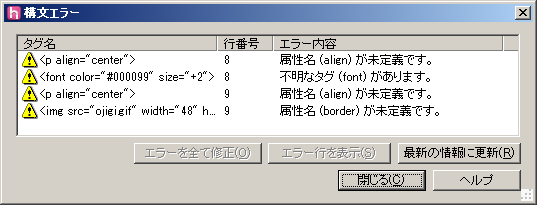 構文エラー
タグ名 行番号 エラー内容
<p align="center"> 8 属性名 (align) が未定義です。
<font color="#000099" size="+2"> 8 不明なタグ (font) があります。
<p align="center"> 9 属性名 (align) が未定義です。
<img src="ojigi.gif" width="48" h... 9 属性名 (border) が未定義です。
エラーを全て修正(O) エラー行を表示(S) 最新の情報に更新(R)
閉じる(C) ヘルプ